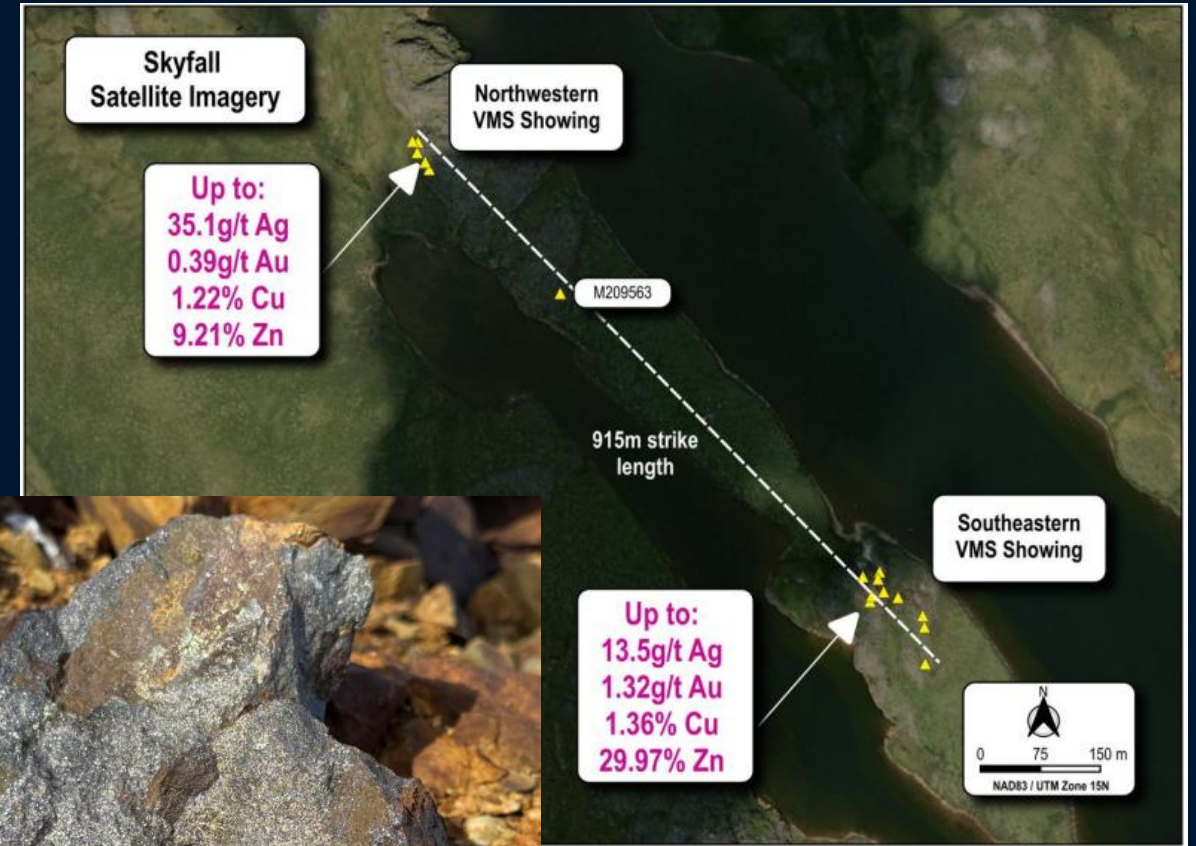 Skyfall
Satellite Imagery
Northwestern
VMS Showing
Up to:
35.1g/t Ag
0.39g/t Au
1.22% Cu
9.21% Zn
M209563
915m strike
length
Southeastern
VMS Showing
Up to:
13.5g/t Ag
1.32g/t Au
1.36% Cu
29.97% Zn
N
0 75 150 m
NAD83 / UTM Zone 15N